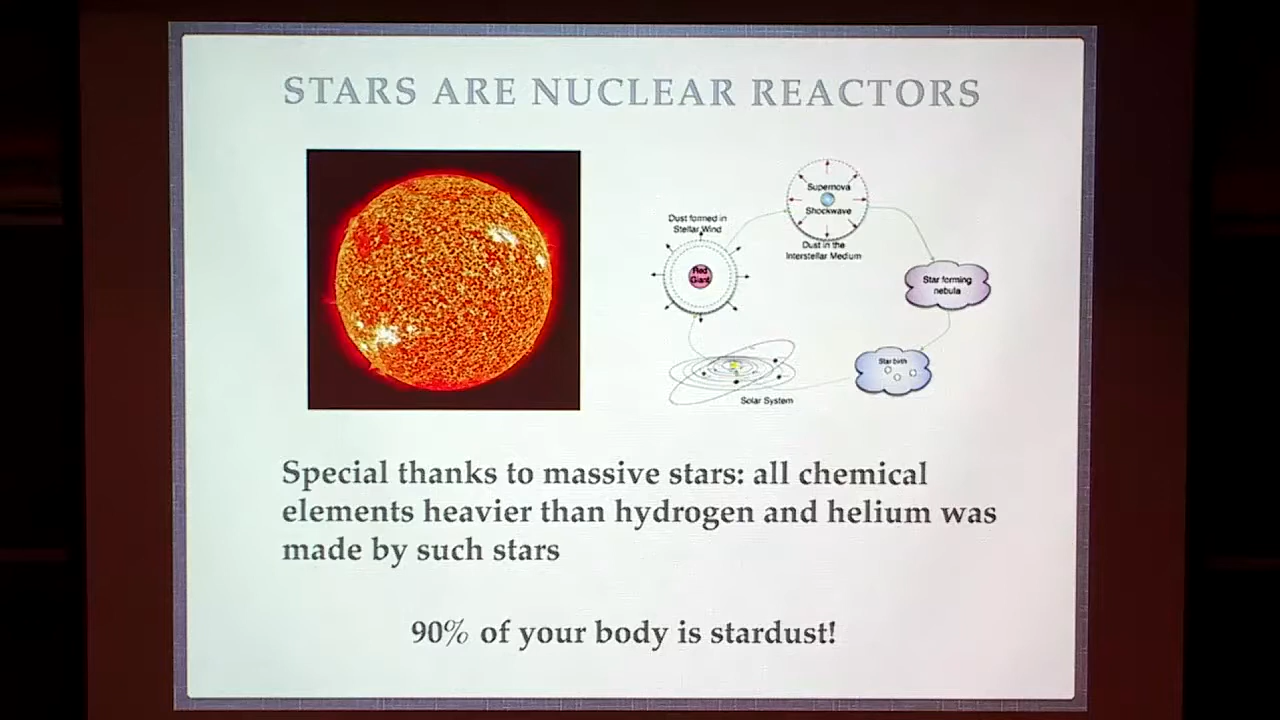 STARS ARE NUCLEAR REACTORS
Supernova
Shockwave
Dust in the
Interstellar Medium
Dust formed in
Stellar Wind
Red
Giant
Star forming
nebula
Star birth
Solar System
Special thanks to massive stars: all chemical
elements heavier than hydrogen and helium was
made by such stars
90% of your body is stardust!